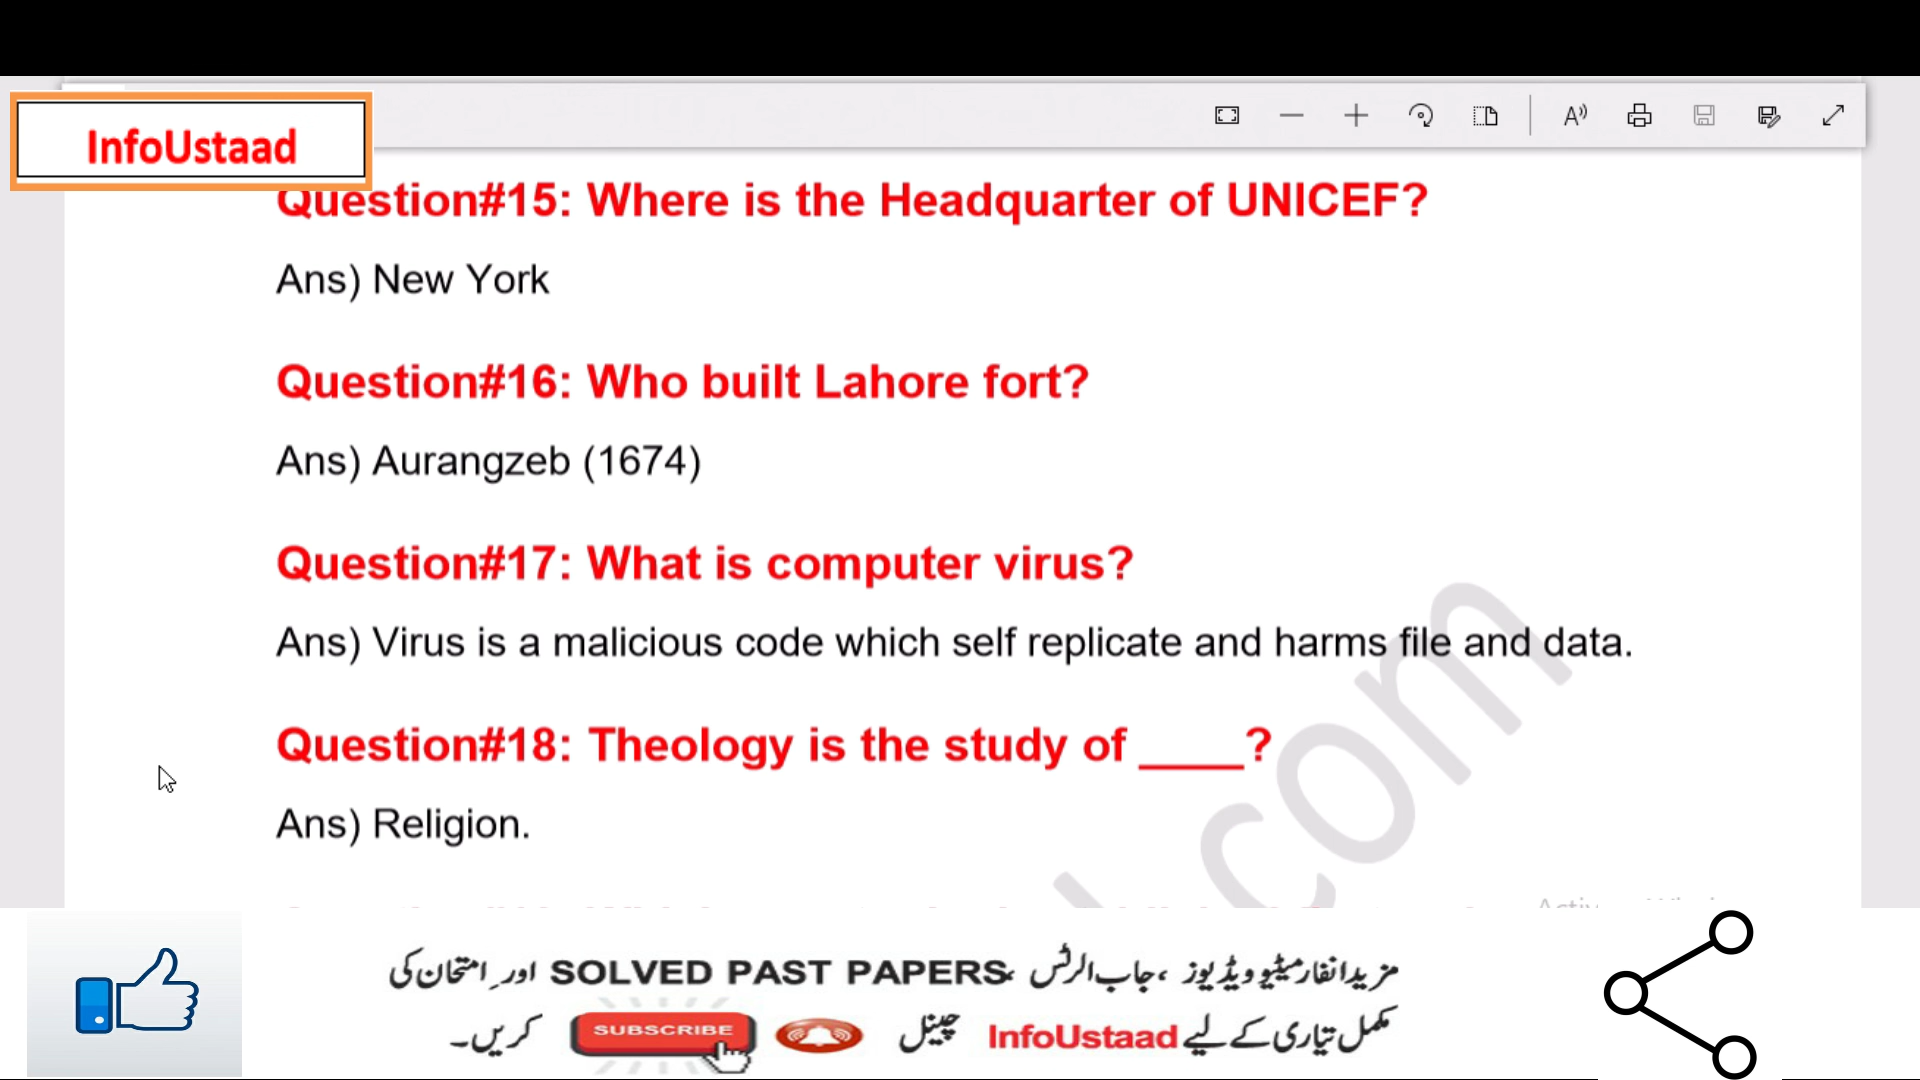 InfoUstaad
Question#15: Where is the Headquarter of UNICEF?
Ans) New York
Question#16: Who built Lahore fort?
Ans) Aurangzeb (1674)
Question#17: What is computer virus?
Ans) Virus is a malicious code which self replicate and harms file and data.
Question#18: Theology is the study of ____?
Ans) Religion.
com
مزید انفارمیٹیو ویڈیوز ، جاب الرٹس ، SOLVED PAST PAPERS اور امتحان کی
مکمل تیاری کے لیے InfoUstaad چینل SUBSCRIBE کریں۔